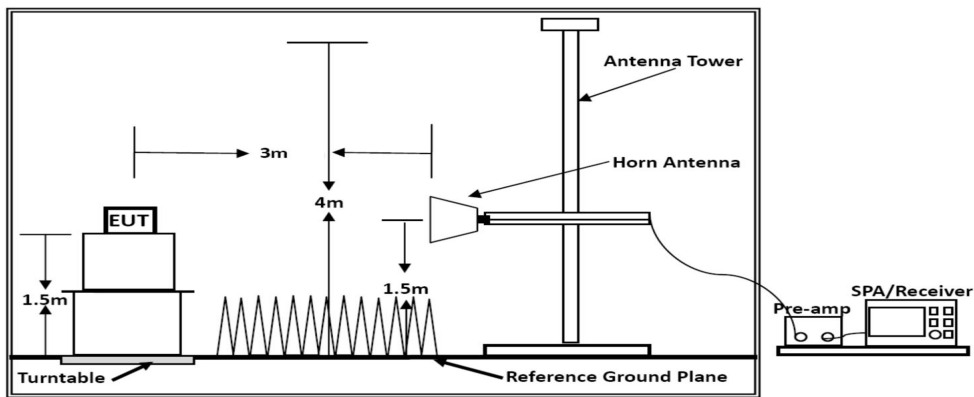 Antenna Tower
3m
Horn Antenna
4m
EUT
1.5m
1.5m
SPA/Receiver
Pre-amp
Turntable
Reference Ground Plane